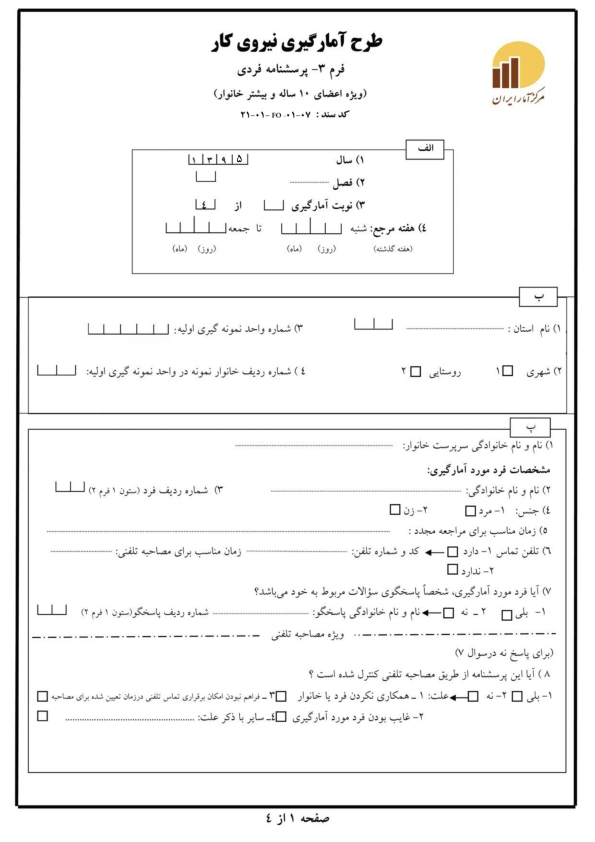 طرح آمارگیری نیروی کار
فرم ۳- پرسشنامه فردی
(ویژه اعضای ۱۰ ساله و بیشتر خانوار)
کد سند : ۲۱-۰۱- FO -۰۱-۰۷
مرکز آمار ایران
الف
۱) سال ۱ ۳ ۹ ۵
۲) فصل ..................
۳) نوبت آمارگیری از ٤
٤) هفته مرجع: شنبه تا جمعه
(هفته گذشته) (روز) (ماه) (روز) (ماه)
ب
۱) نام استان : .................. ۳) شماره واحد نمونه گیری اولیه:
۲) شهری □ ۱ روستایی □ ۲ ٤ ) شماره ردیف خانوار نمونه در واحد نمونه گیری اولیه:
پ
۱) نام و نام خانوادگی سرپرست خانوار: ..................
مشخصات فرد مورد آمارگیری:
۲) نام و نام خانوادگی: .................. ۳) شماره ردیف فرد (ستون ۱ فرم ۲)
٤) جنس: ۱- مرد □ ۲- زن □
٥) زمان مناسب برای مراجعه مجدد : ..................
٦) تلفن تماس ۱- دارد □ ← کد و شماره تلفن: .................. زمان مناسب برای مصاحبه تلفنی: ..................
۲- ندارد □
۷) آیا فرد مورد آمارگیری، شخصاً پاسخگوی سؤالات مربوط به خود می‌باشد؟
۱- بلی □ ۲ ـ نه □ ← نام و نام خانوادگی پاسخگو: .................. شماره ردیف پاسخگو(ستون ۱ فرم ۲)
ویژه مصاحبه تلفنی
(برای پاسخ نه درسوال ۷)
۸ ) آیا این پرسشنامه از طریق مصاحبه تلفنی کنترل شده است ؟
۱- بلی □ ۲- نه □ ← علت: ۱ ـ همکاری نکردن فرد یا خانوار □ ۳ ـ فراهم نبودن امکان برقراری تماس تلفنی درزمان تعیین شده برای مصاحبه □
۲- غایب بودن فرد مورد آمارگیری □ ٤ـ سایر با ذکر علت: .................. □
صفحه ۱ از ٤